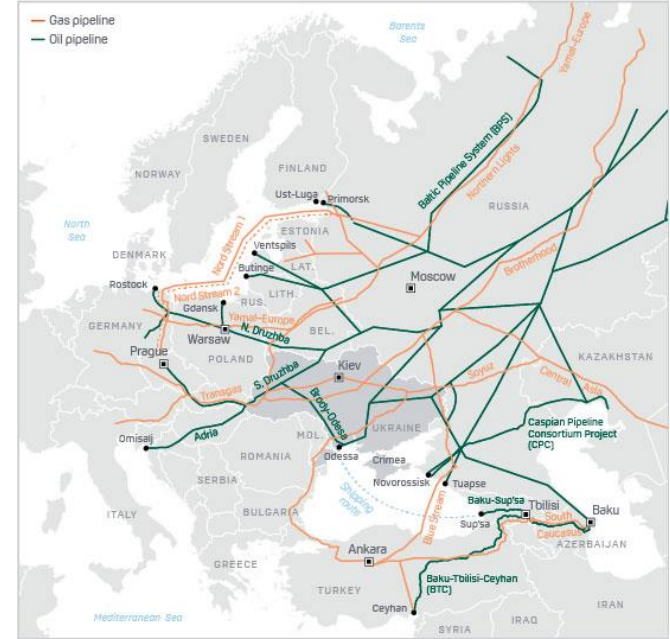 Gas pipeline
Oil pipeline
Barents
Sea
Yamal-Europe
SWEDEN
NORWAY
FINLAND
Baltic Pipeline System (BPS)
Northern Lights
RUSSIA
Ust-Luga
Primorsk
North
Sea
ESTONIA
Nord Stream 1
Ventspils
DENMARK
Butinge
LAT.
Brotherhood
Moscow
Rostock
Nord Stream 2
LITH.
RUS.
Gdansk
Yamal-Europe
GERMANY
N. Druzhba
BEL.
Warsaw
Prague
POLAND
KAZAKHSTAN
S. Druzhba
Kiev
Soyuz
Central Asia
Transgas
Brody-Odesa
UKRAINE
Caspian Pipeline
Consortium Project
(CPC)
Omisalj
Adria
MOL.
Odessa
ROMANIA
Crimea
Novorossisk
Tuapse
SERBIA
Shipping
route
Baku-Sup'sa
Tbilisi
Baku
ITALY
BULGARIA
Blue Stream
Sup'sa
South
Caucasus
AZERBAIJAN
Ankara
GREECE
Baku-Tbilisi-Ceyhan
(BTC)
TURKEY
Ceyhan
IRAN
Mediterranean Sea
IRAQ
SYRIA